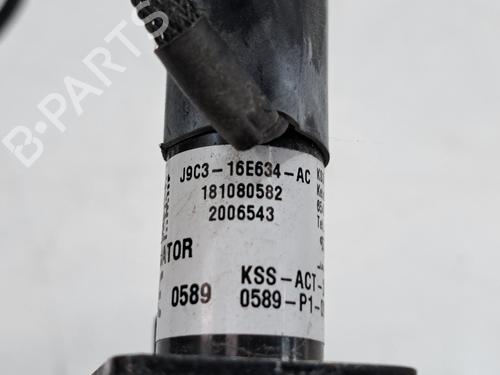 B-PARTS
J9C3-16E634-AC
181080582
2006543
ATOR
KSS-ACT-
0589
0589-P1-